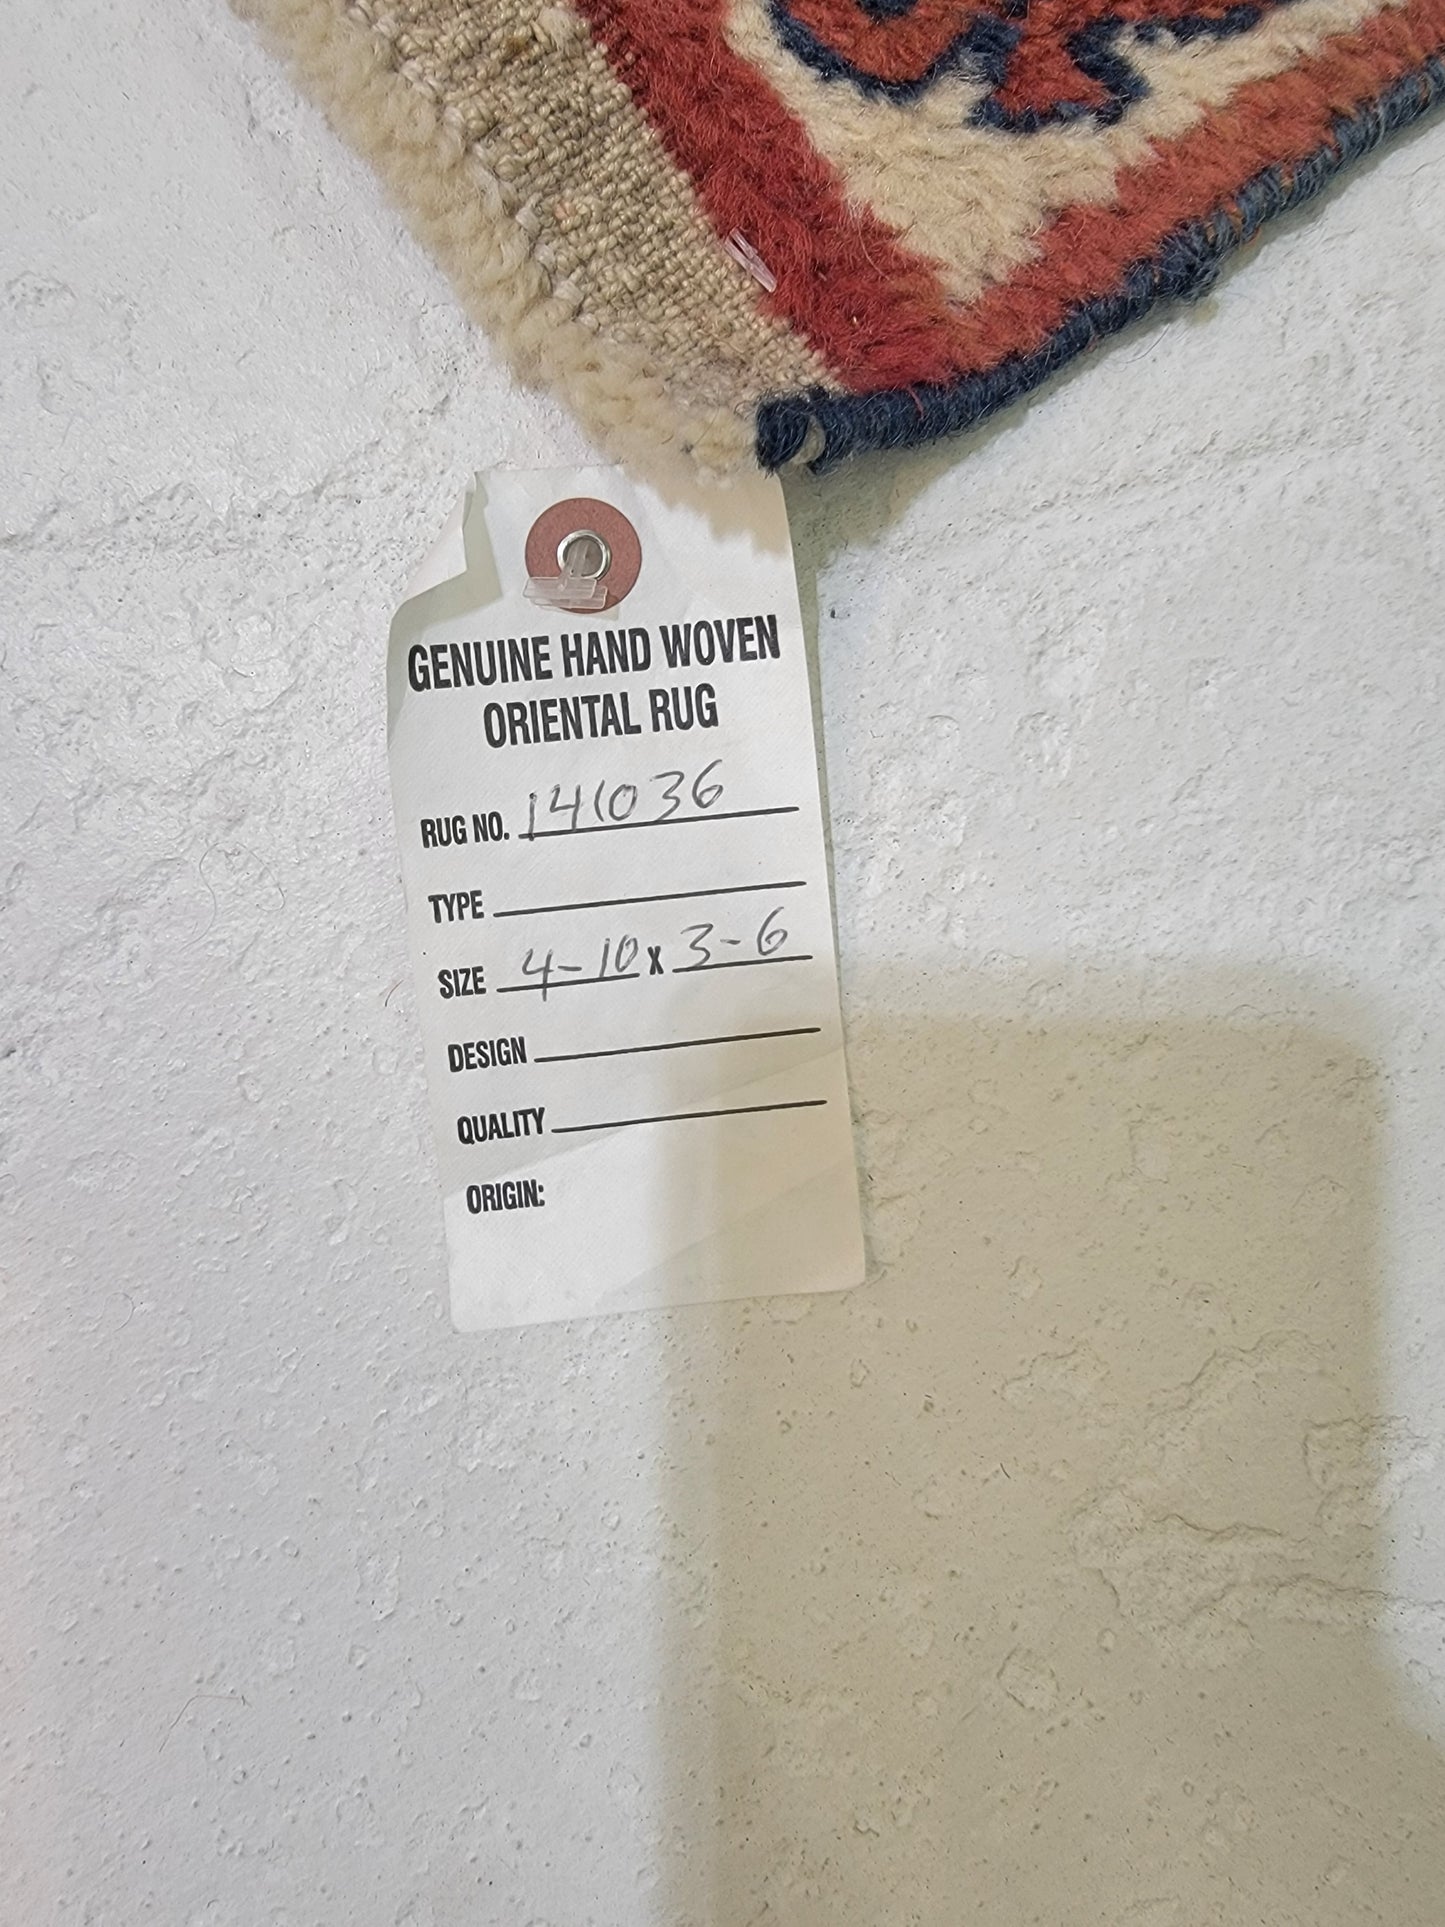 GENUINE HAND WOVEN
ORIENTAL RUG
RUG NO. 141036
TYPE
SIZE 4-10 X 3-6
DESIGN
QUALITY
ORIGIN: